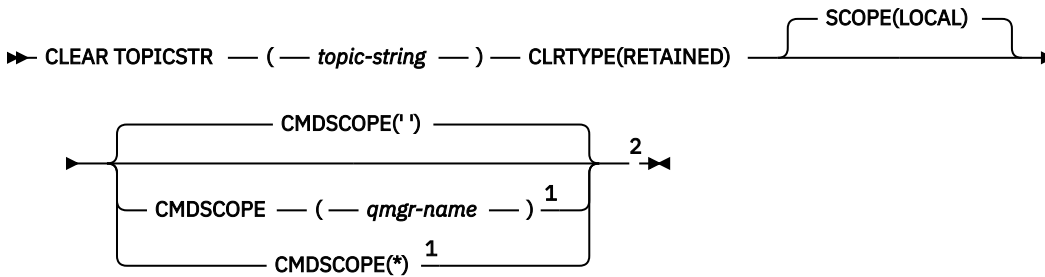 SCOPE(LOCAL)
CLEAR TOPICSTR ( topic-string ) CLRTYPE(RETAINED)
CMDSCOPE(' ')
2
CMDSCOPE ( qmgr-name ) 1
CMDSCOPE(*) 1